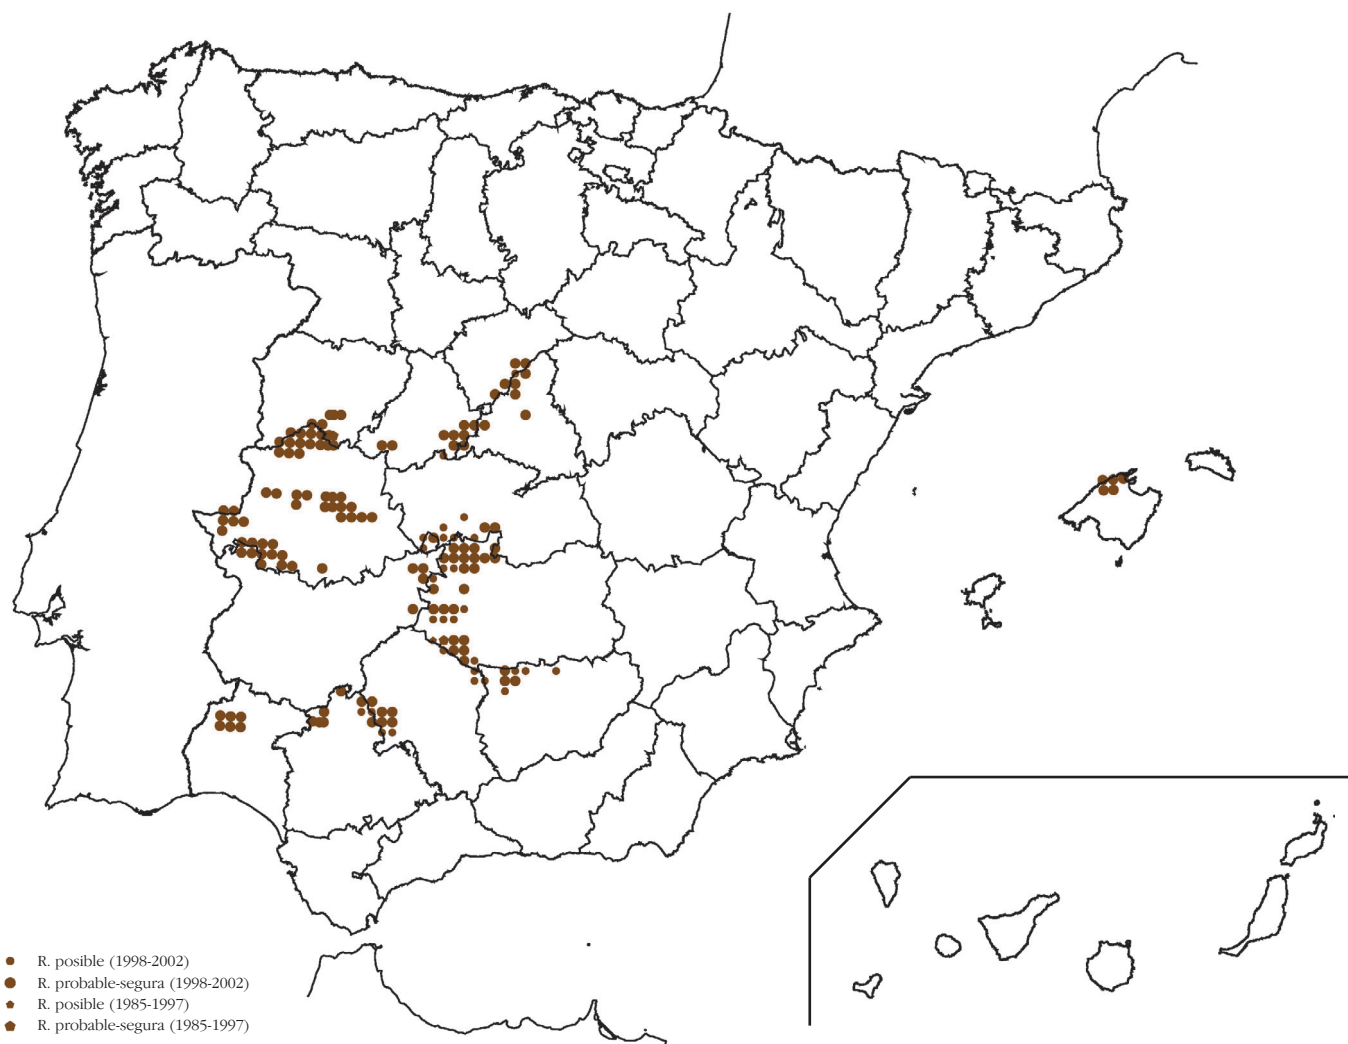 R. posible (1998-2002)
R. probable-segura (1998-2002)
R. posible (1985-1997)
R. probable-segura (1985-1997)